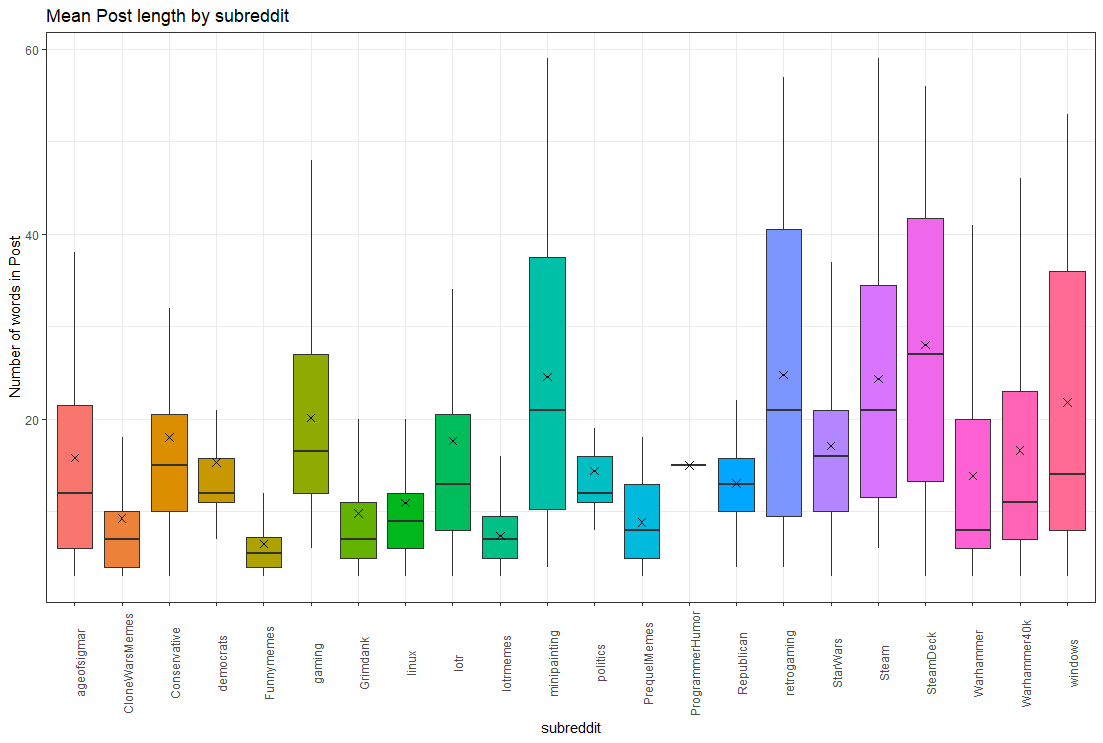 Mean Post length by subreddit
Number of words in Post
60
40
20
ageofsigmar
CloneWarsMemes
Conservative
democrats
Funnymemes
gaming
Grimdank
linux
lotr
lotrmemes
minipainting
politics
PrequelMemes
ProgrammerHumor
Republican
retrogaming
StarWars
Steam
SteamDeck
Warhammer
Warhammer40k
windows
subreddit